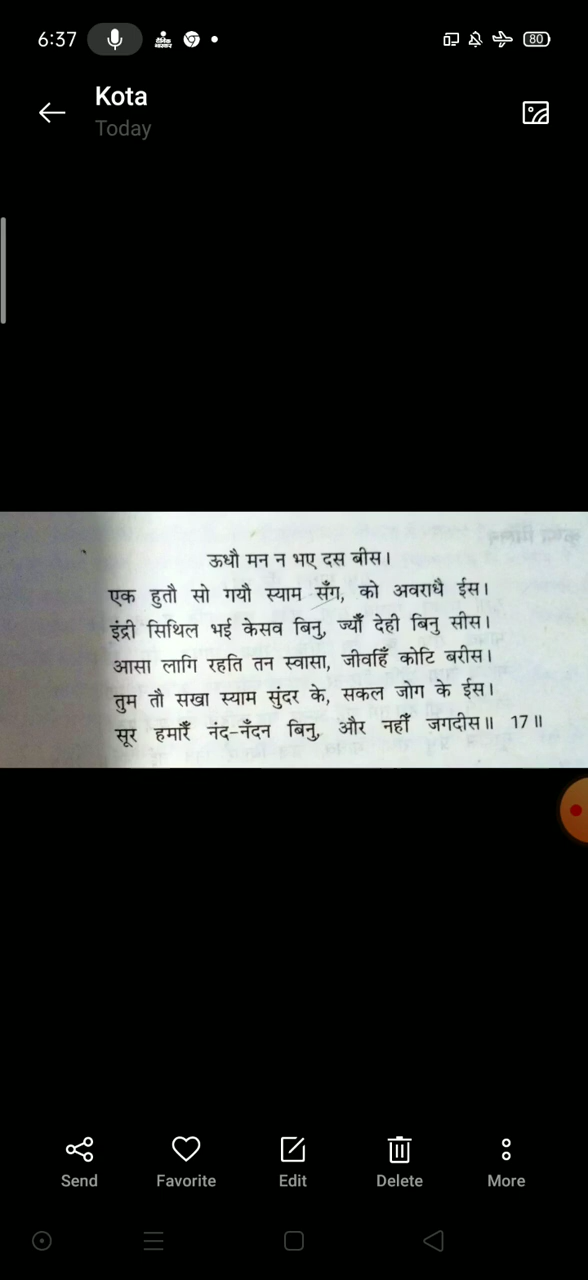 6:37
80
Kota
Today
ऊधौ मन न भए दस बीस।
एक हुतौ सो गयौ स्याम सँग, को अवराधै ईस।
इंद्री सिथिल भई केसव बिनु, ज्यौं देही बिनु सीस।
आसा लागि रहति तन स्वासा, जीवहिँ कोटि बरीस।
तुम तौ सखा स्याम सुंदर के, सकल जोग के ईस।
सूर हमारैँ नंद-नँदन बिनु, और नहीँ जगदीस॥ 17॥
Send
Favorite
Edit
Delete
More